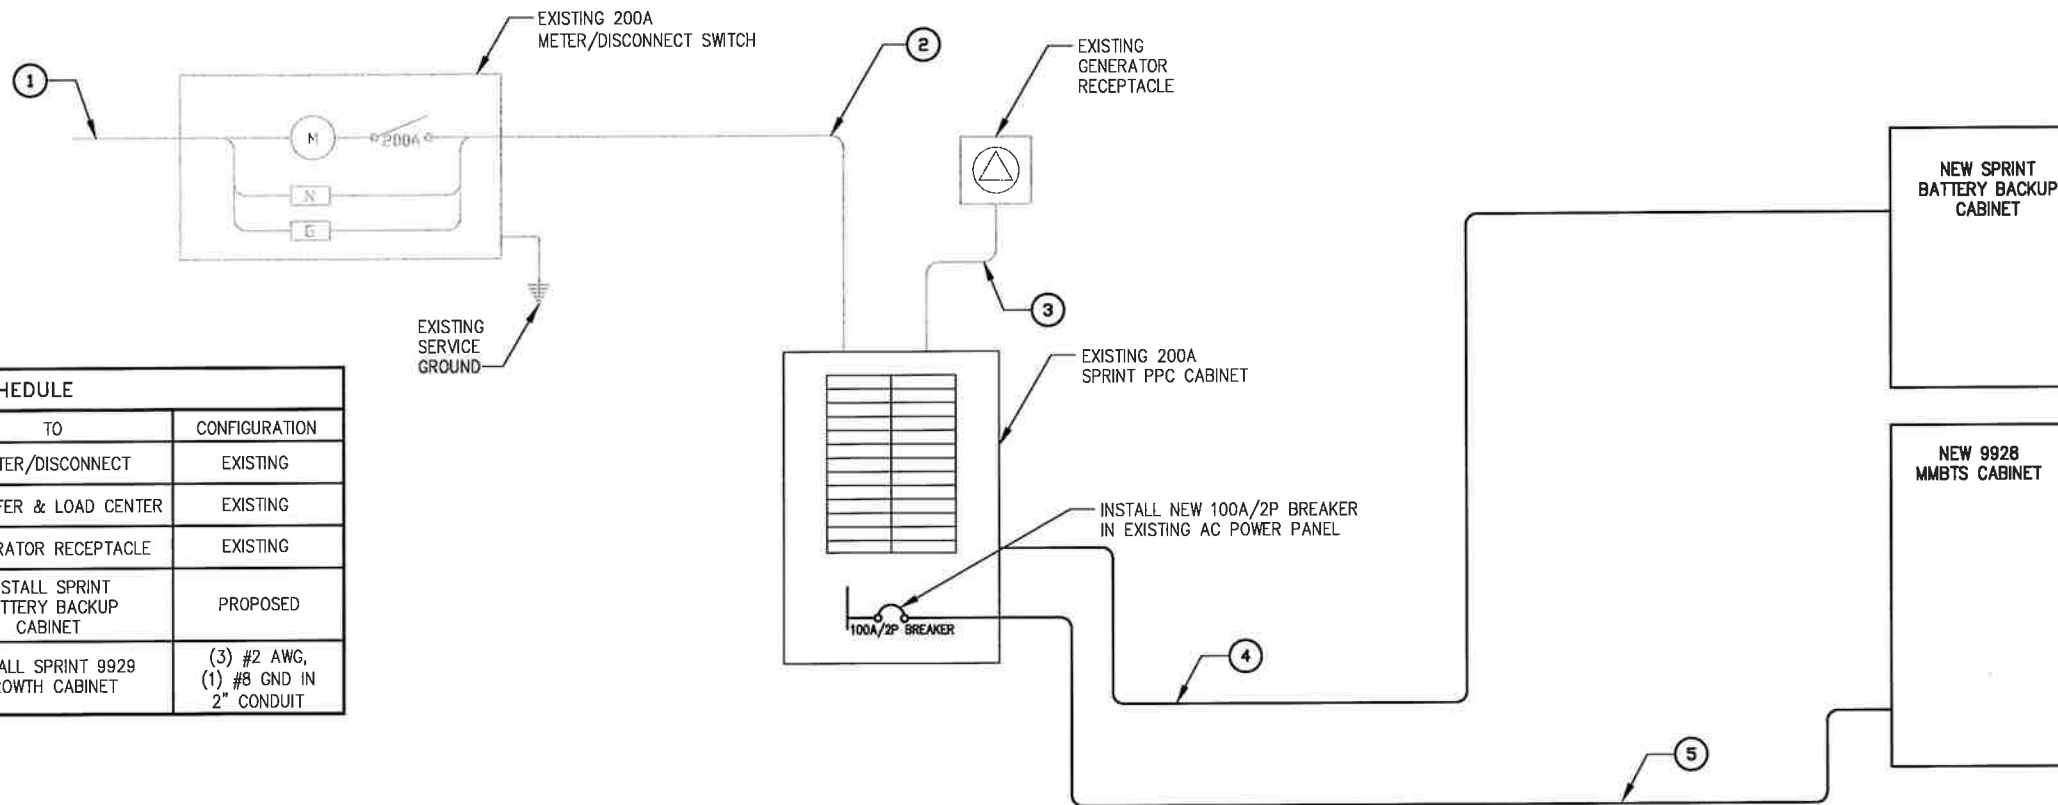 EXISTING 200A
METER/DISCONNECT SWITCH
1
2
EXISTING
GENERATOR
RECEPTACLE
M
200A
N
G
NEW SPRINT
BATTERY BACKUP
CABINET
3
EXISTING
SERVICE
GROUND
EXISTING 200A
SPRINT PPC CABINET
HEDULE
TO
CONFIGURATION
TER/DISCONNECT
EXISTING
FER & LOAD CENTER
EXISTING
RATOR RECEPTACLE
EXISTING
STALL SPRINT
TTERY BACKUP
CABINET
PROPOSED
ALL SPRINT 9929
OWTH CABINET
(3) #2 AWG,
(1) #8 GND IN
2" CONDUIT
NEW 9926
MMBTS CABINET
INSTALL NEW 100A/2P BREAKER
IN EXISTING AC POWER PANEL
100A/2P BREAKER
4
5